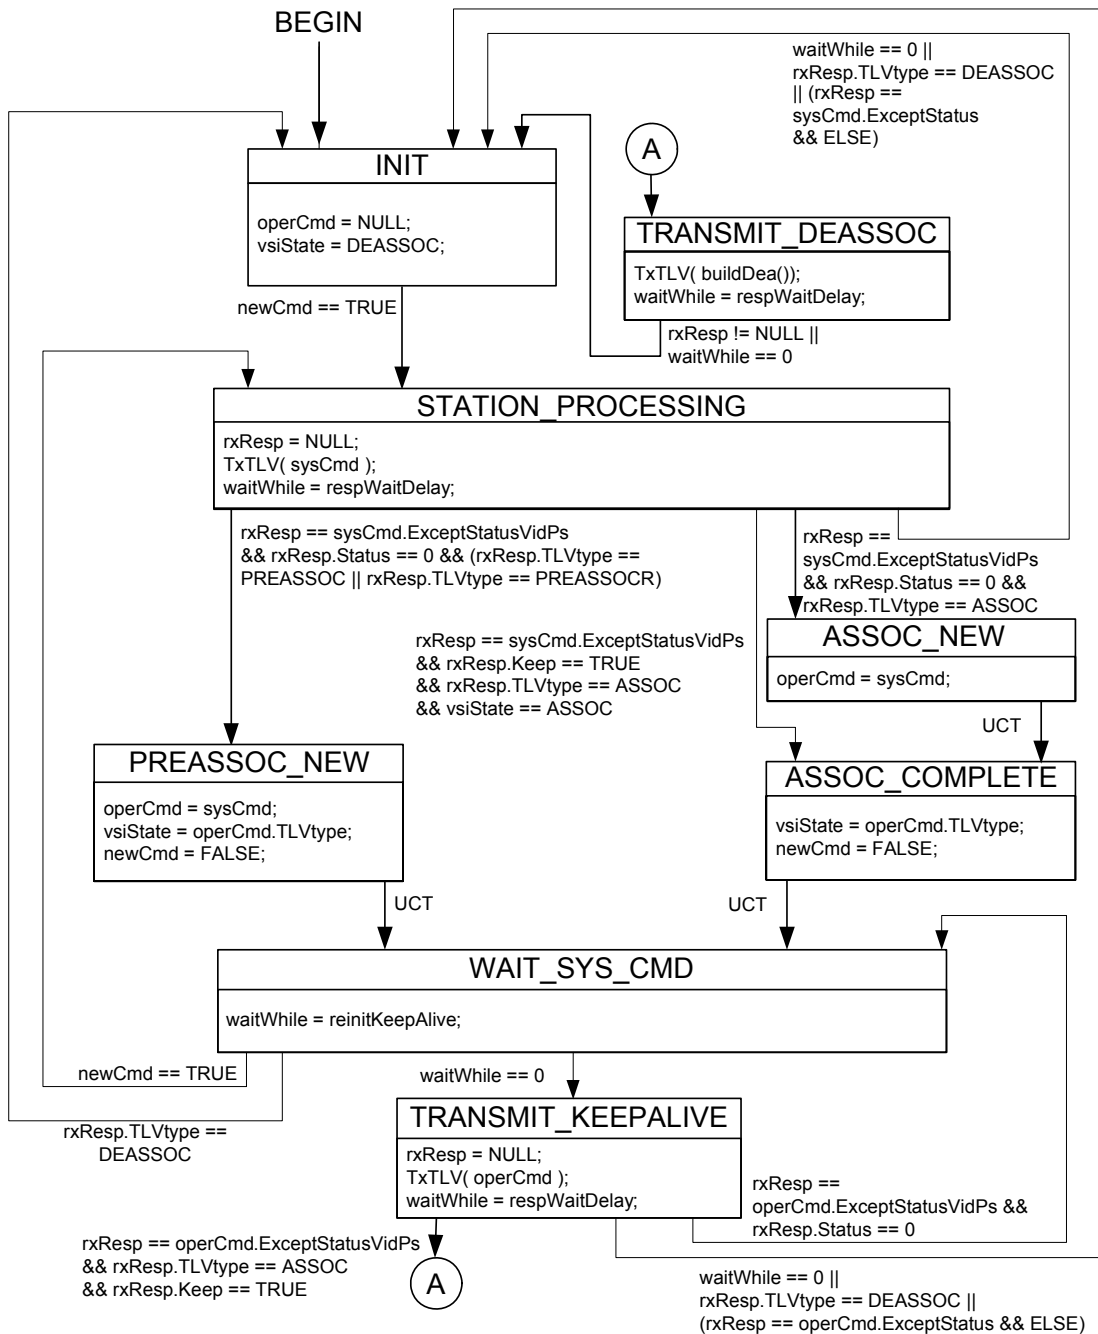 BEGIN
waitWhile == 0 ||
rxResp.TLVtype == DEASSOC
|| (rxResp ==
sysCmd.ExceptStatus
&& ELSE)
A
INIT
operCmd = NULL;
vsiState = DEASSOC;
TRANSMIT_DEASSOC
TxTLV( buildDea());
waitWhile = respWaitDelay;
newCmd == TRUE
rxResp != NULL ||
waitWhile == 0
STATION_PROCESSING
rxResp = NULL;
TxTLV( sysCmd );
waitWhile = respWaitDelay;
rxResp == sysCmd.ExceptStatusVidPs
&& rxResp.Status == 0 && (rxResp.TLVtype ==
PREASSOC || rxResp.TLVtype == PREASSOCR)
rxResp ==
sysCmd.ExceptStatusVidPs
&& rxResp.Status == 0 &&
rxResp.TLVtype == ASSOC
rxResp == sysCmd.ExceptStatusVidPs
&& rxResp.Keep == TRUE
&& rxResp.TLVtype == ASSOC
&& vsiState == ASSOC
ASSOC_NEW
operCmd = sysCmd;
UCT
PREASSOC_NEW
operCmd = sysCmd;
vsiState = operCmd.TLVtype;
newCmd = FALSE;
ASSOC_COMPLETE
vsiState = operCmd.TLVtype;
newCmd = FALSE;
UCT
UCT
WAIT_SYS_CMD
waitWhile = reinitKeepAlive;
newCmd == TRUE
waitWhile == 0
rxResp.TLVtype ==
DEASSOC
TRANSMIT_KEEPALIVE
rxResp = NULL;
TxTLV( operCmd );
waitWhile = respWaitDelay;
rxResp ==
operCmd.ExceptStatusVidPs &&
rxResp.Status == 0
rxResp == operCmd.ExceptStatusVidPs
&& rxResp.TLVtype == ASSOC
&& rxResp.Keep == TRUE
A
waitWhile == 0 ||
rxResp.TLVtype == DEASSOC ||
(rxResp == operCmd.ExceptStatus && ELSE)